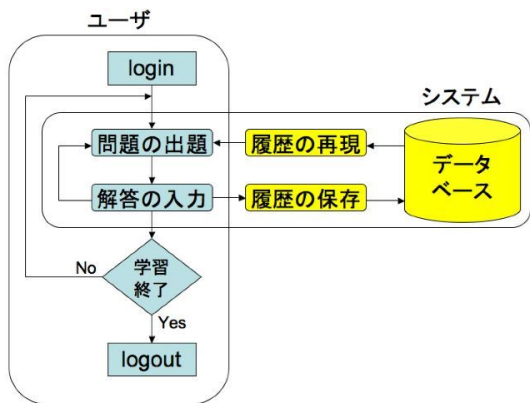 ユーザ
login
システム
問題の出題
履歴の再現
データ
ベース
解答の入力
履歴の保存
No
学習
終了
Yes
logout